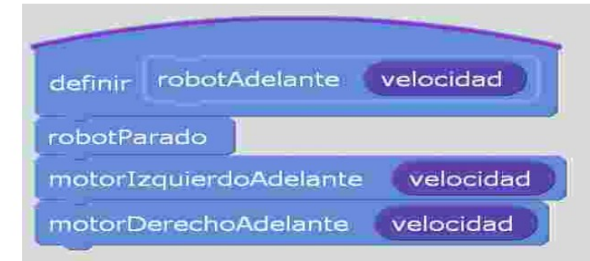 definir robotAdelante velocidad
robotParado
motorIzquierdoAdelante velocidad
motorDerechoAdelante velocidad